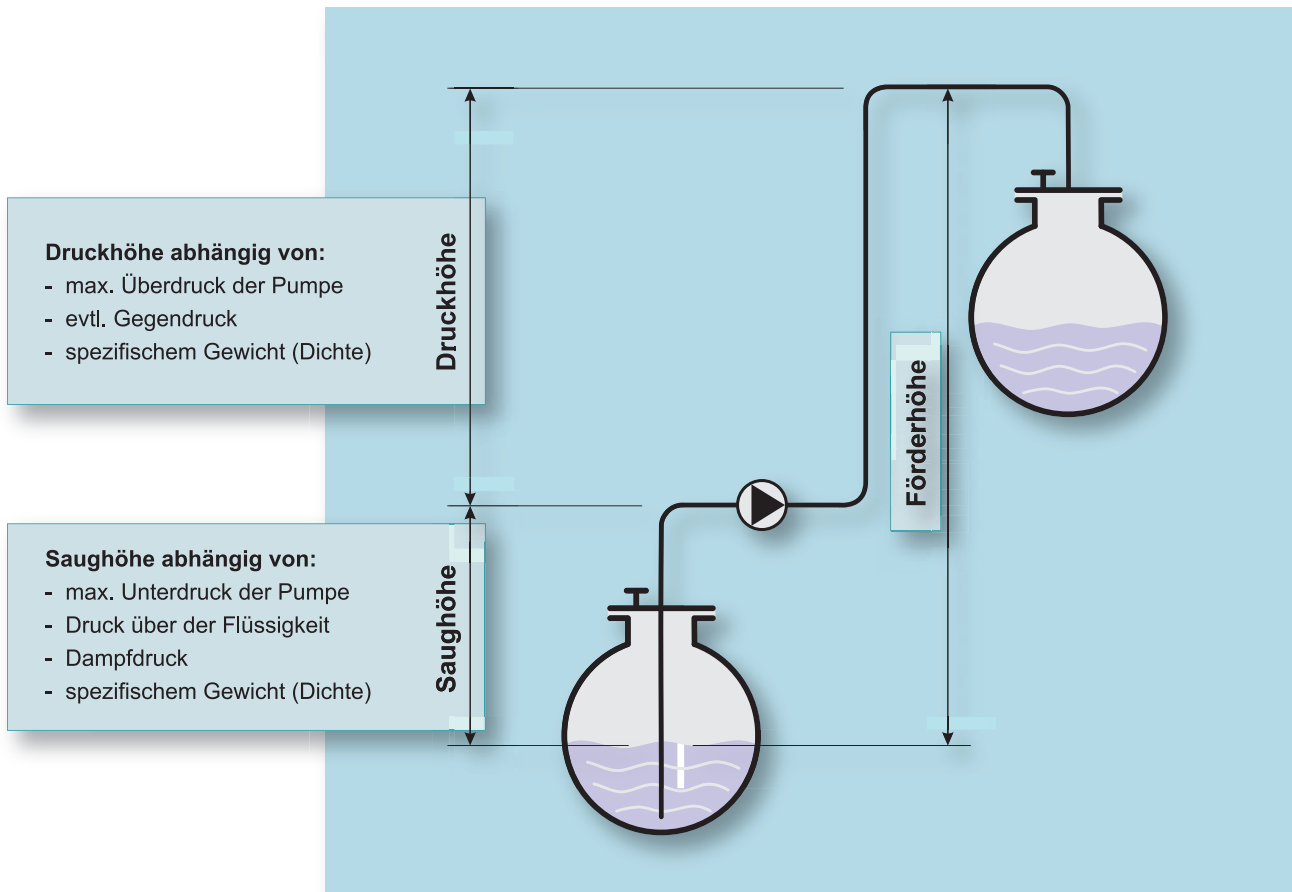 Druckhöhe abhängig von:
- max. Überdruck der Pumpe
- evtl. Gegendruck
- spezifischem Gewicht (Dichte)
Druckhöhe
Förderhöhe
Saughöhe abhängig von:
- max. Unterdruck der Pumpe
- Druck über der Flüssigkeit
- Dampfdruck
- spezifischem Gewicht (Dichte)
Saughöhe